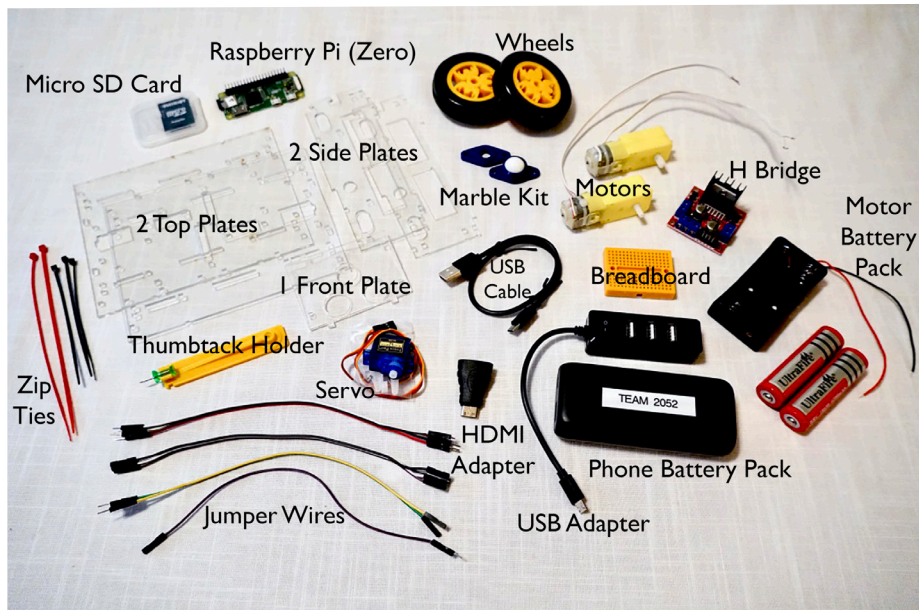 Raspberry Pi (Zero)
Wheels
Micro SD Card
2 Side Plates
H Bridge
Marble Kit
Motors
Motor
Battery
Pack
2 Top Plates
USB
Cable
Breadboard
1 Front Plate
Thumbtack Holder
Zip
Ties
Servo
UltraFire
UltraFire
TEAM 2052
HDMI
Adapter
Phone Battery Pack
Jumper Wires
USB Adapter